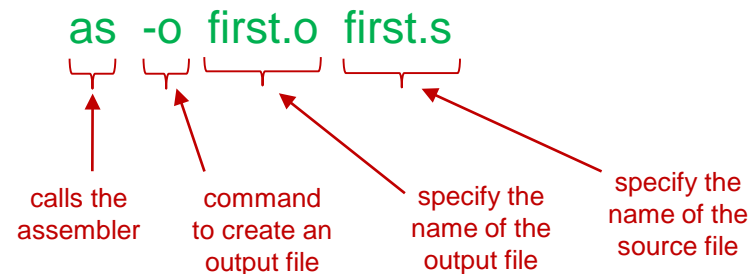 as -o first.o first.s
calls the
assembler
command
to create an
output file
specify the
name of the
output file
specify the
name of the
source file